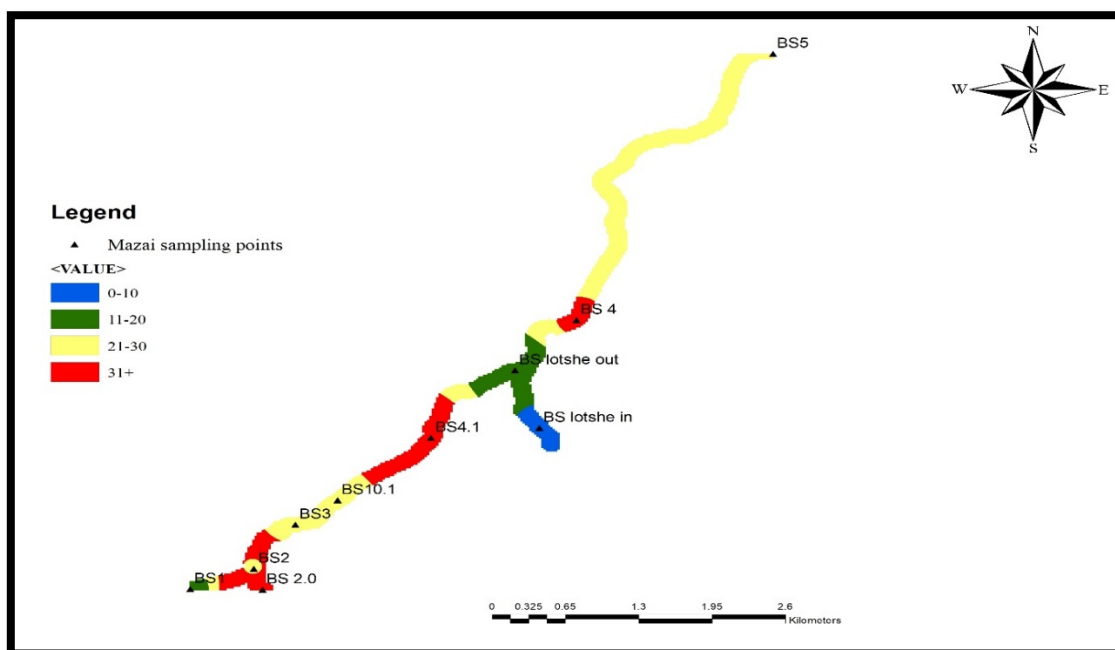 BS5
N
W E
S
Legend
Mazai sampling points
<VALUE>
0-10
11-20
21-30
31+
BS 4
BS lotshe out
BS lotshe in
BS4.1
BS10.1
BS3
BS2
BS1
BS 2.0
0 0.325 0.65 1.3 1.95 2.6
Kilometers